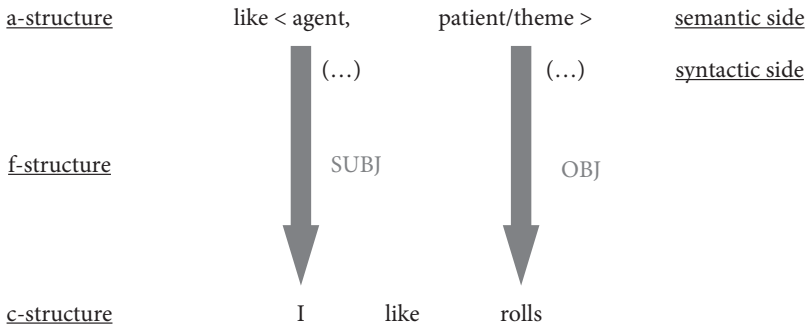 a-structure like < agent, patient/theme > semantic side
(…) (…) syntactic side
f-structure SUBJ OBJ
c-structure I like rolls